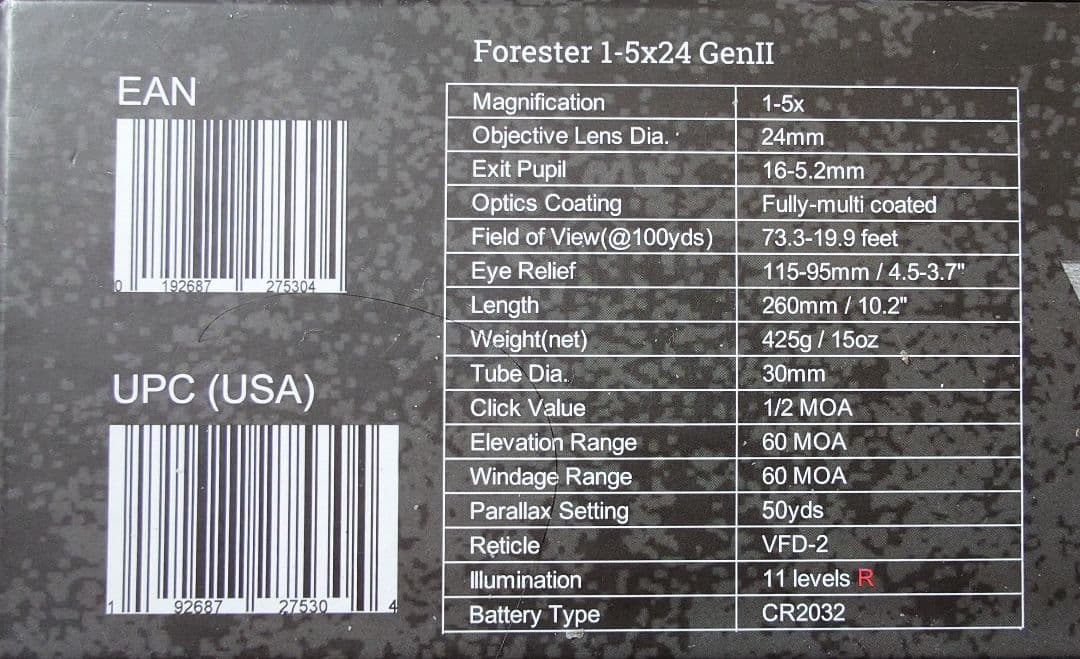 Forester 1-5x24 GenII
EAN
0 192687 275304
UPC (USA)
1 92687 27530 4
Magnification 1-5x
Objective Lens Dia. 24mm
Exit Pupil 16-5.2mm
Optics Coating Fully-multi coated
Field of View(@100yds) 73.3-19.9 feet
Eye Relief 115-95mm / 4.5-3.7"
Length 260mm / 10.2"
Weight(net) 425g / 15oz
Tube Dia. 30mm
Click Value 1/2 MOA
Elevation Range 60 MOA
Windage Range 60 MOA
Parallax Setting 50yds
Reticle VFD-2
Illumination 11 levels R
Battery Type CR2032